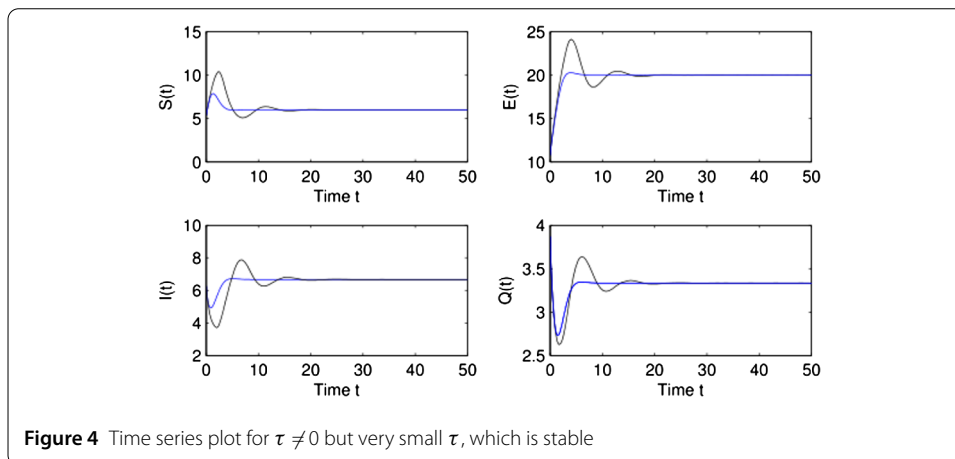 15
10
5
0
S(t)
0 10 20 30 40 50
Time t
25
20
15
10
E(t)
0 10 20 30 40 50
Time t
10
8
6
4
2
I(t)
0 10 20 30 40 50
Time t
4
3.5
3
2.5
Q(t)
0 10 20 30 40 50
Time t
Figure 4 Time series plot for τ ≠ 0 but very small τ, which is stable